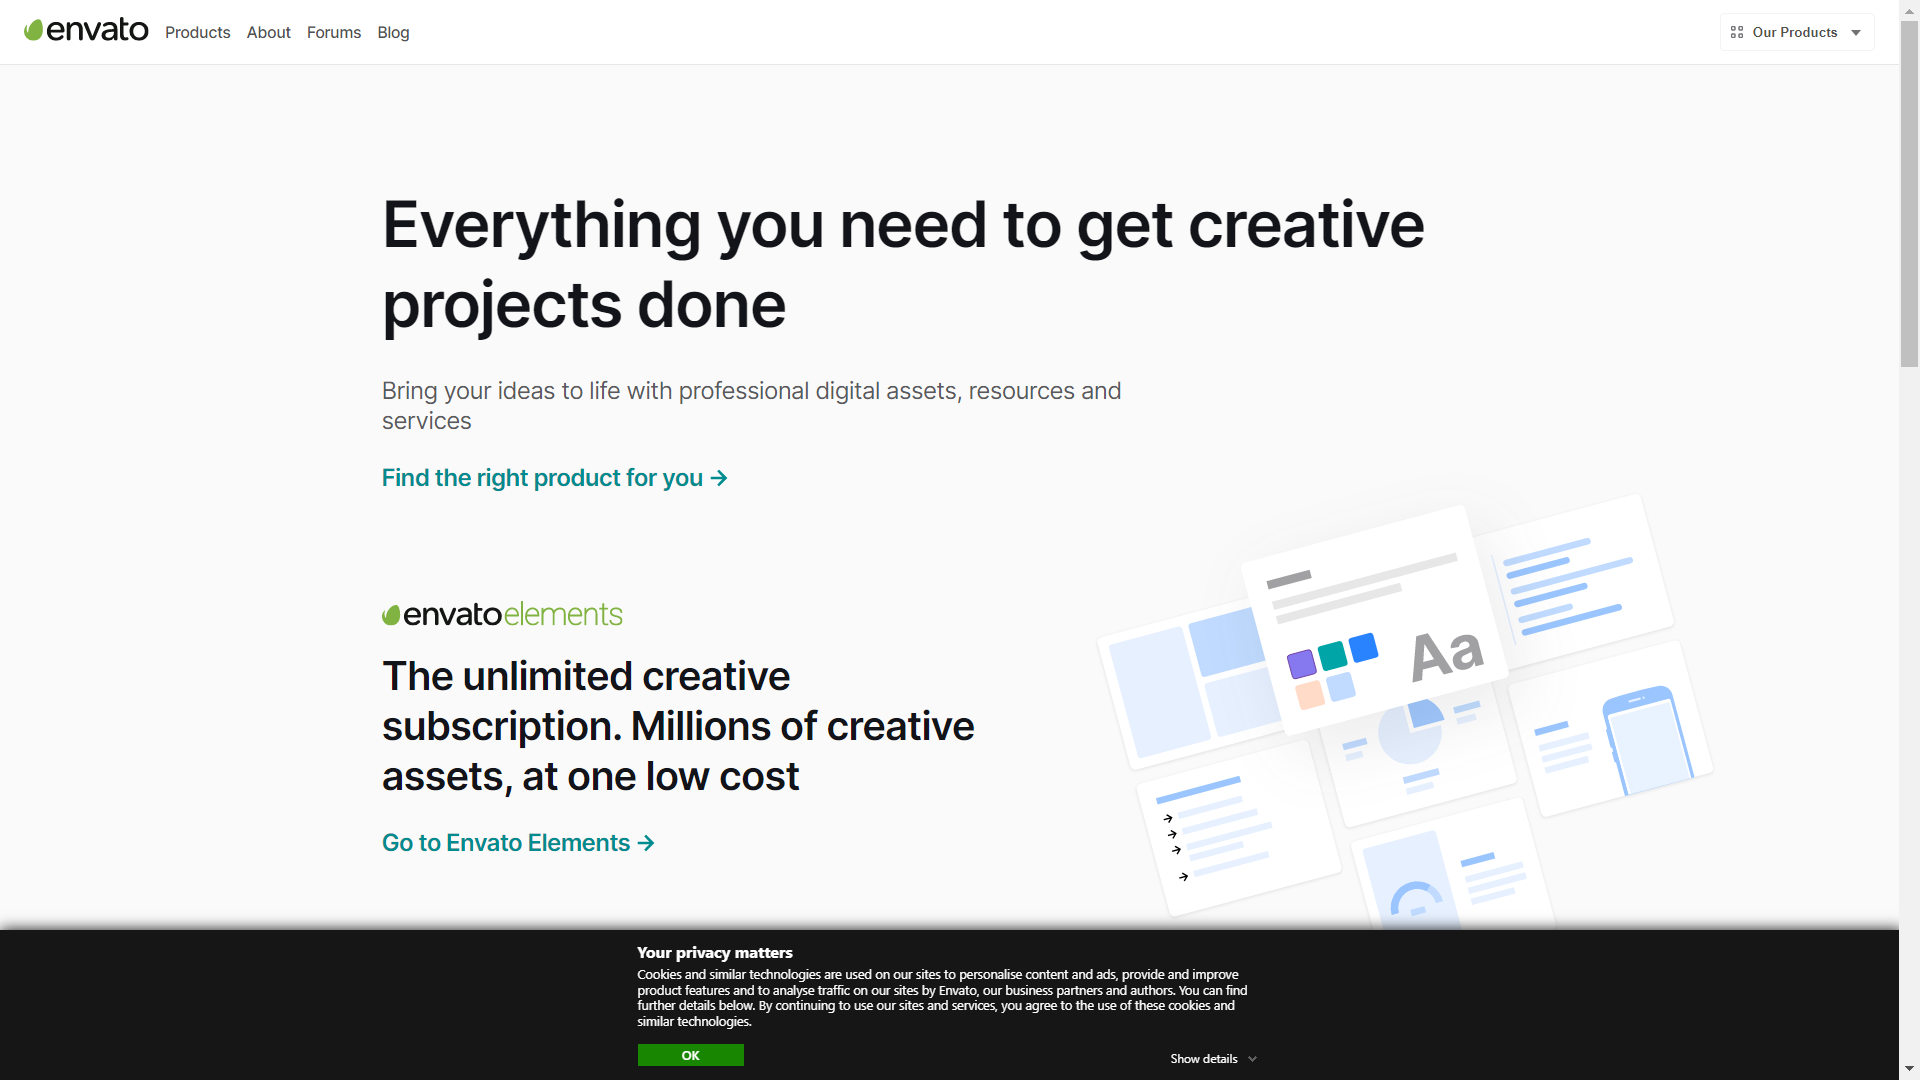 envato Products About Forums Blog Our Products
Everything you need to get creative
projects done
Bring your ideas to life with professional digital assets, resources and
services
Find the right product for you →
envatoelements
The unlimited creative
subscription. Millions of creative
assets, at one low cost
Go to Envato Elements →
Aa
Your privacy matters
Cookies and similar technologies are used on our sites to personalise content and ads, provide and improve
product features and to analyse traffic on our sites by Envato, our business partners and authors. You can find
further details below. By continuing to use our sites and services, you agree to the use of these cookies and
similar technologies.
OK
Show details